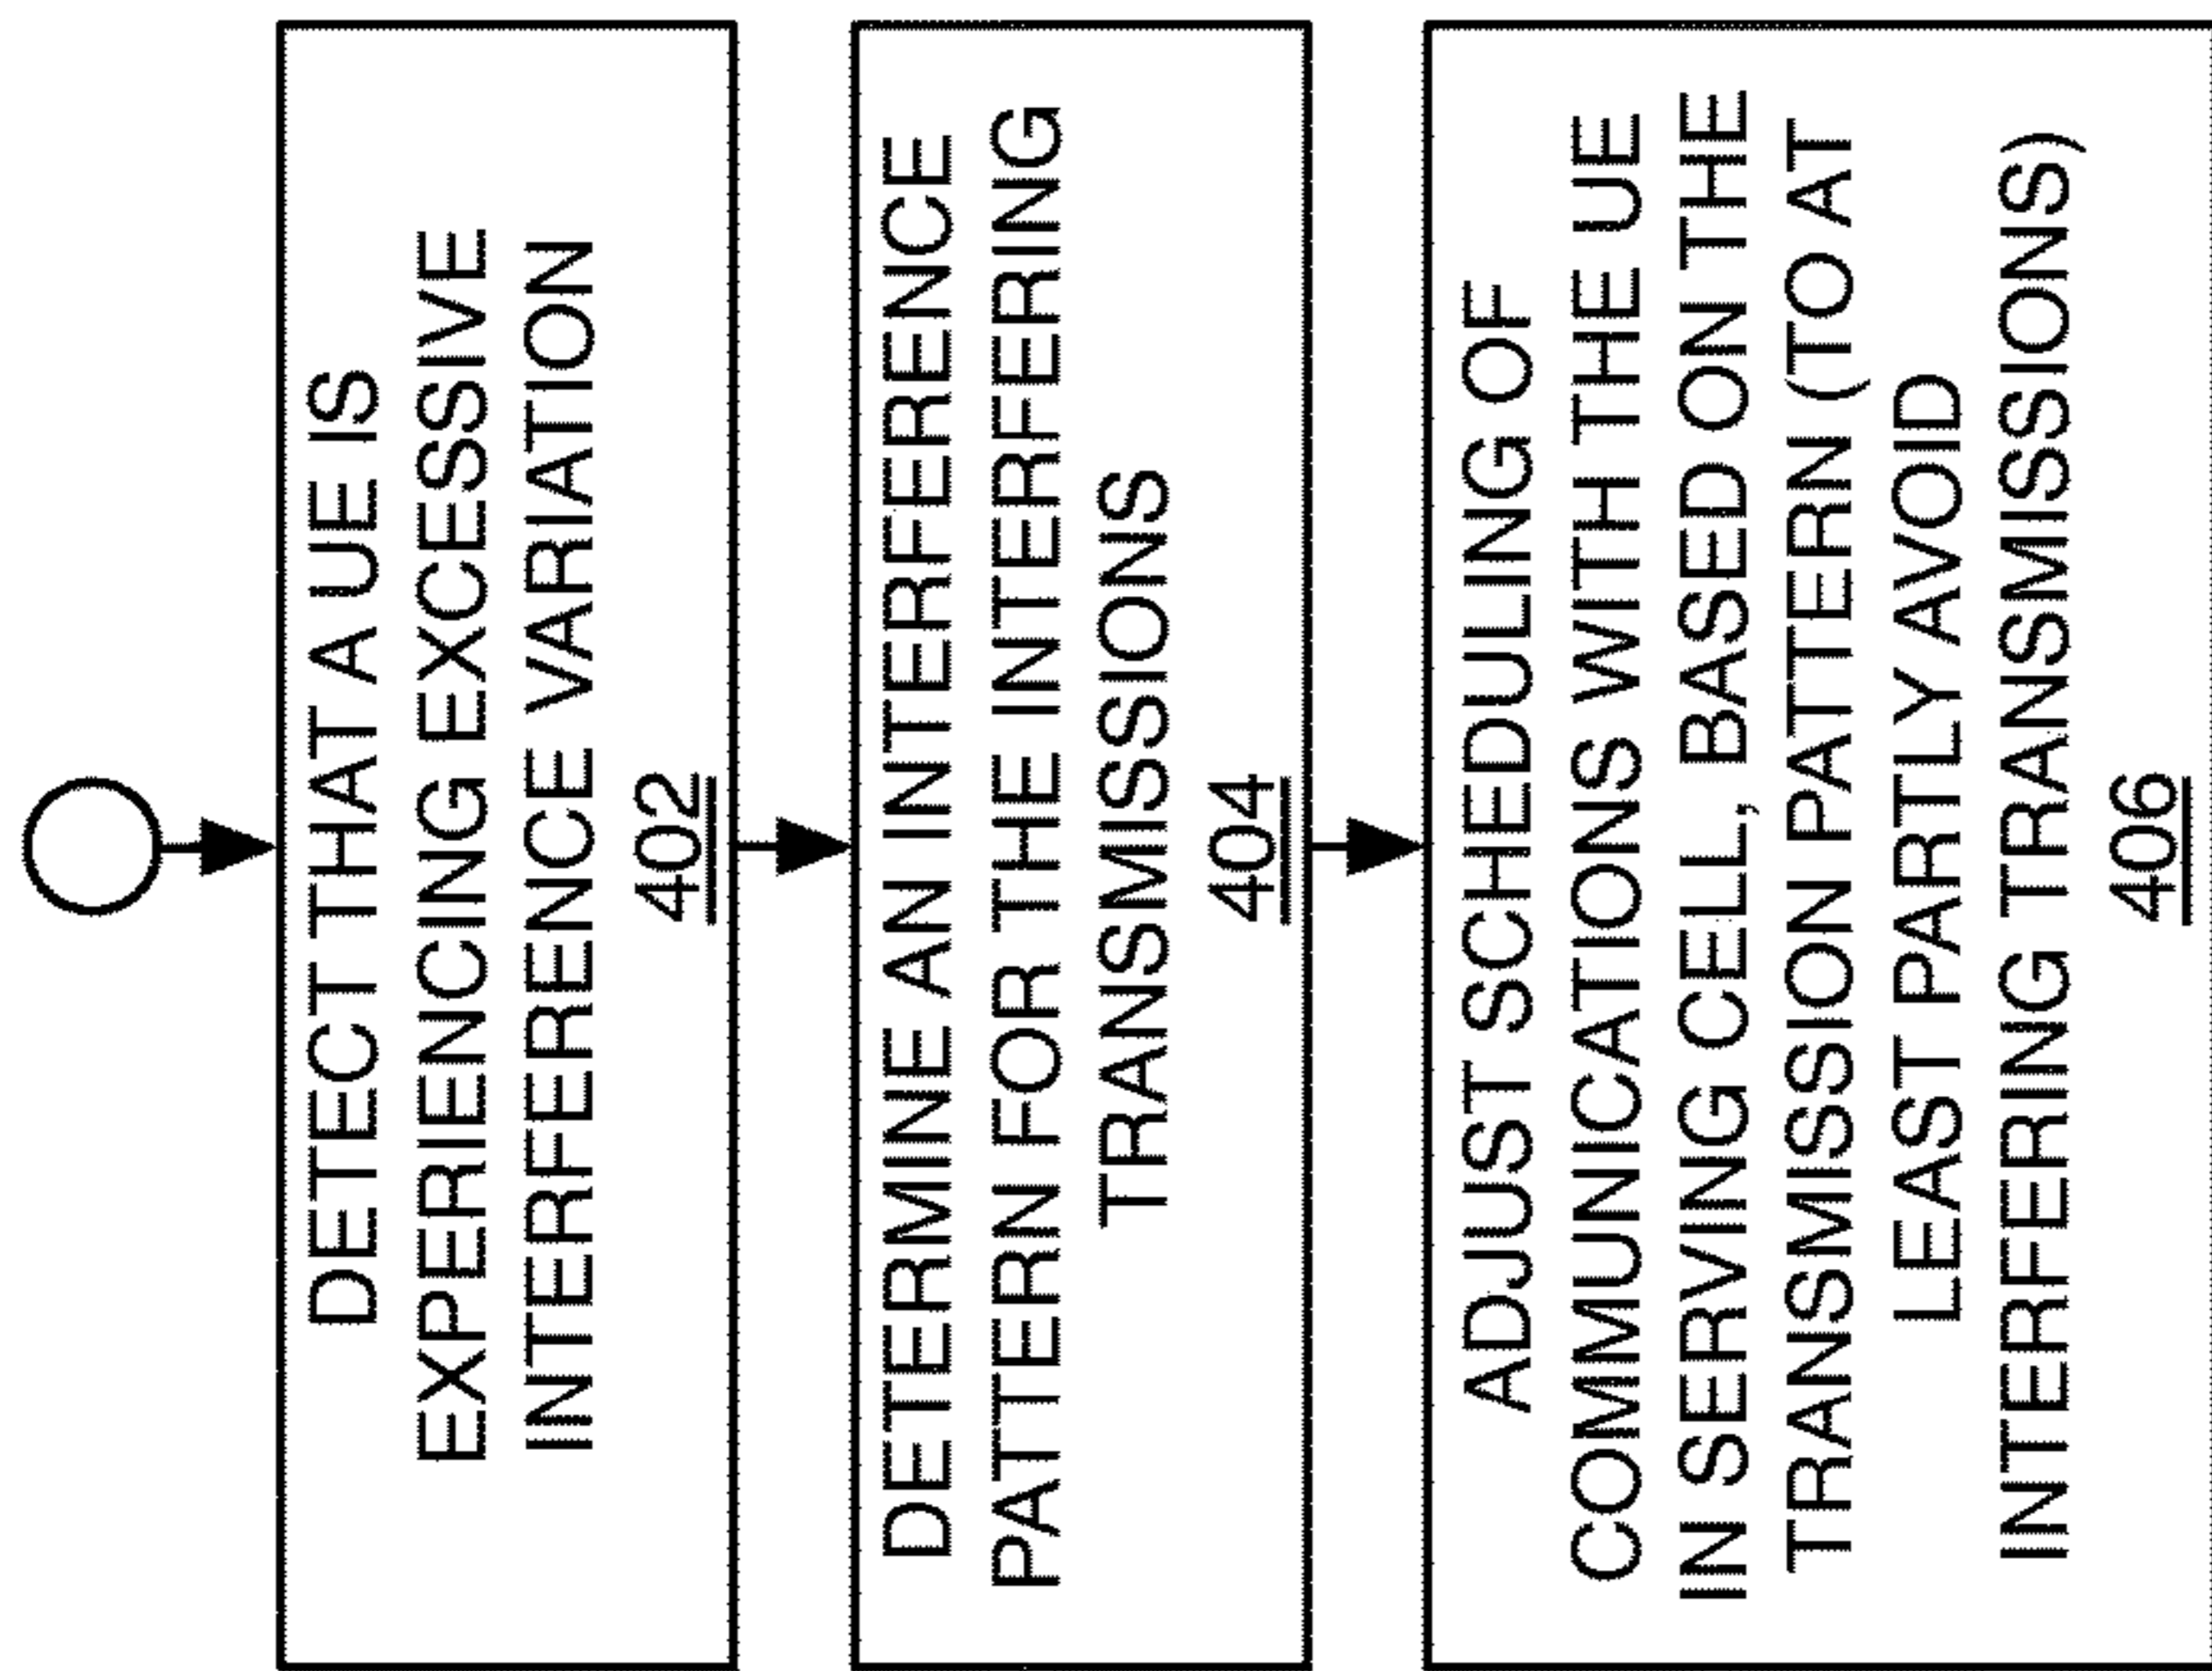 DETECT THAT A UE IS
EXPERIENCING EXCESSIVE
INTERFERENCE VARIATION
402
DETERMINE AN INTERFERENCE
PATTERN FOR THE INTERFERING
TRANSMISSIONS
404
ADJUST SCHEDULING OF
COMMUNICATIONS WITH THE UE
IN SERVING CELL, BASED ON THE
TRANSMISSION PATTERN (TO AT
LEAST PARTLY AVOID
INTERFERING TRANSMISSIONS)
406